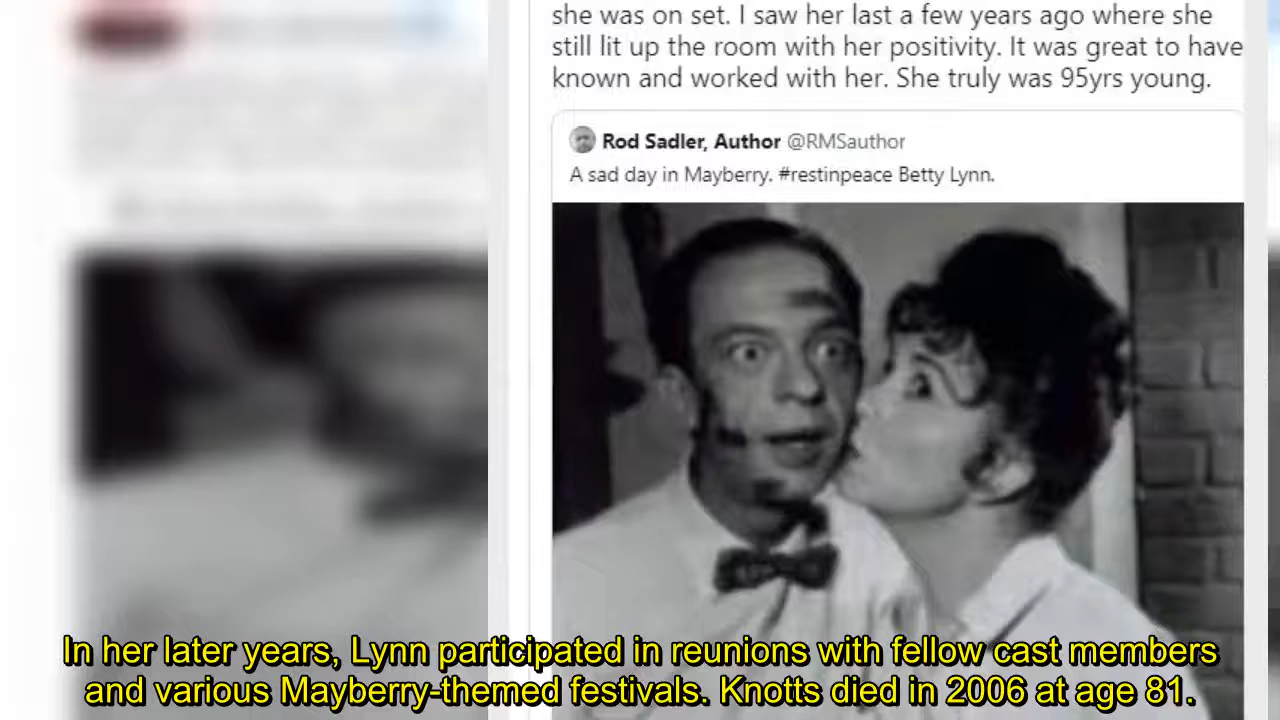 she was on set. I saw her last a few years ago where she
still lit up the room with her positivity. It was great to have
known and worked with her. She truly was 95yrs young.
Rod Sadler, Author @RMSauthor
A sad day in Mayberry. #restinpeace Betty Lynn.
In her later years, Lynn participated in reunions with fellow cast members
and various Mayberry-themed festivals. Knotts died in 2006 at age 81.